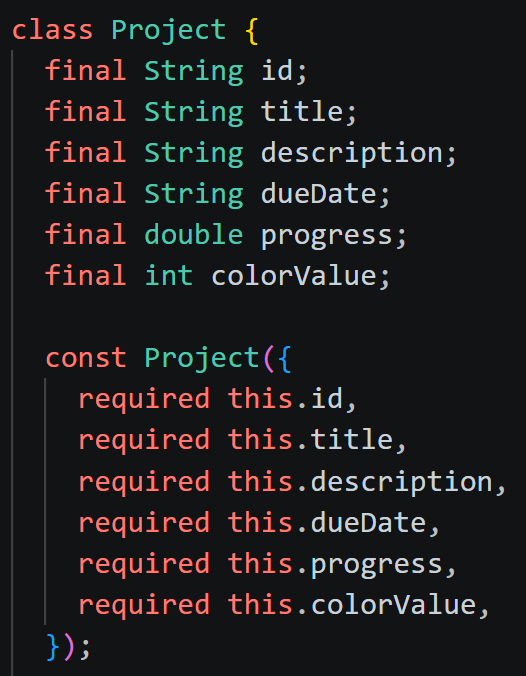 class Project {
final String id;
final String title;
final String description;
final String dueDate;
final double progress;
final int colorValue;
const Project({
required this.id,
required this.title,
required this.description,
required this.dueDate,
required this.progress,
required this.colorValue,
});